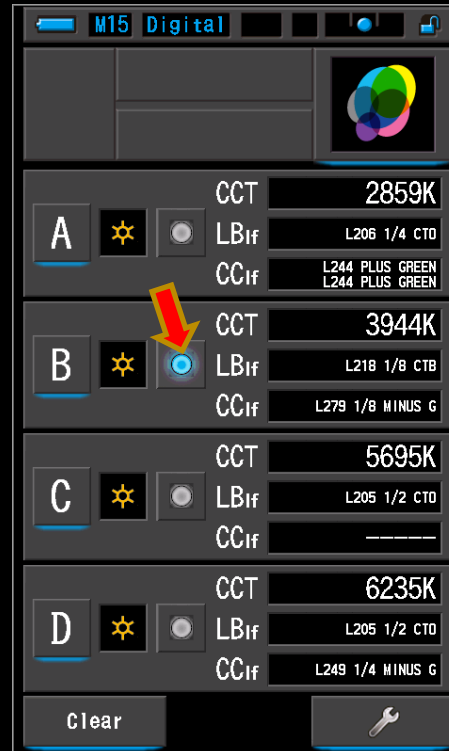 M15 Digital
A
CCT 2859K
LBlf L206 1/4 CTO
CClf L244 PLUS GREEN
L244 PLUS GREEN
B
CCT 3944K
LBlf L218 1/8 CTB
CClf L279 1/8 MINUS G
C
CCT 5695K
LBlf L205 1/2 CTO
CClf -----
D
CCT 6235K
LBlf L205 1/2 CTO
CClf L249 1/4 MINUS G
Clear